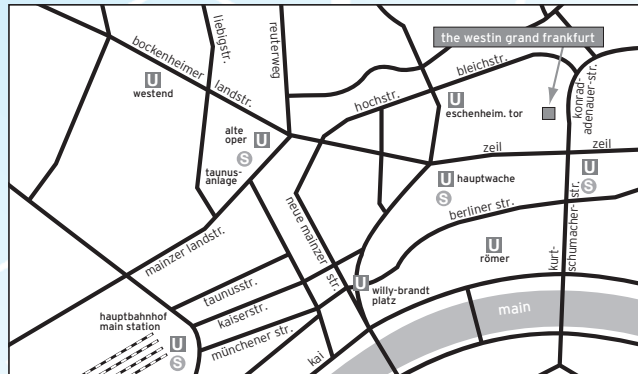 the westin grand frankfurt
bockenheimer
landstr.
liebigstr.
reuterweg
U
westend
hochstr.
bleichstr.
U
eschenheim. tor
konrad-
adenauer-str.
alte
oper
U
S
taunus-
anlage
zeil
zeil
U
hauptwache
S
U
S
berliner str.
neue mainzer
str.
mainzer landstr.
U
römer
kurt-
schumacher-str.
U
willy-brandt
platz
taunusstr.
kaiserstr.
münchener str.
hauptbahnhof
main station
U
S
kai
main